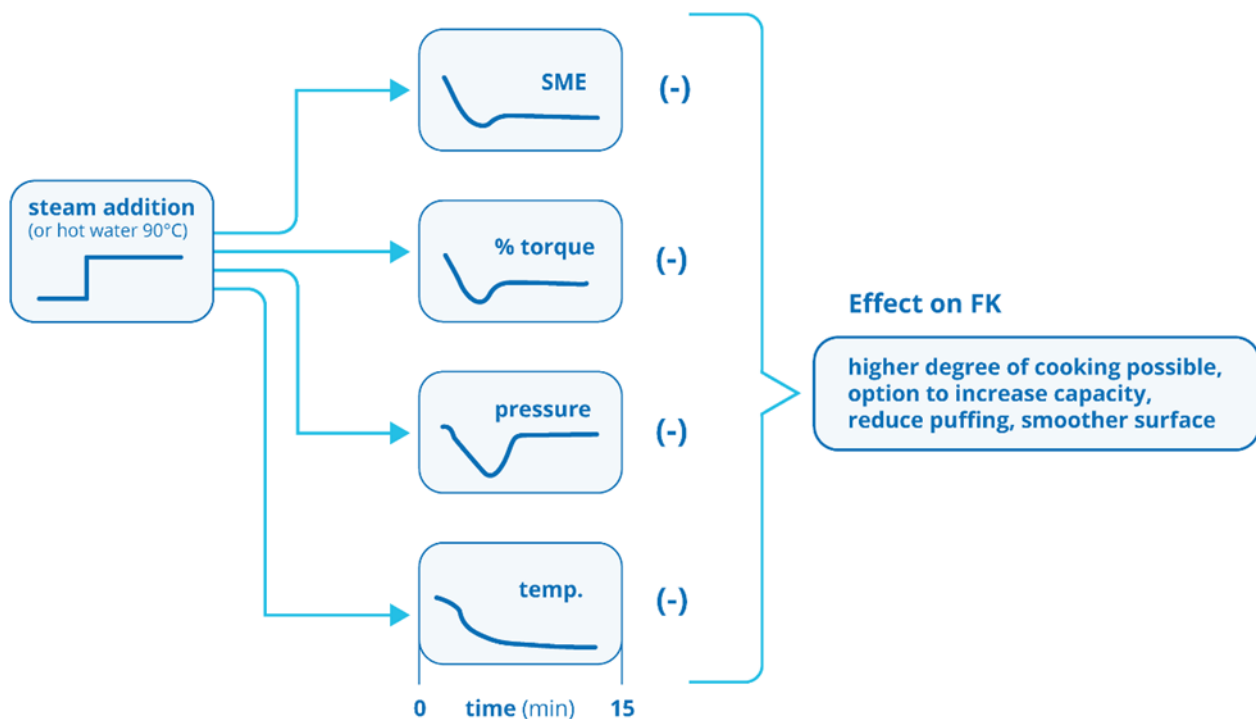 steam addition
(or hot water 90°C)
SME
(-)
% torque
(-)
pressure
(-)
temp.
(-)
0 time (min) 15
Effect on FK
higher degree of cooking possible,
option to increase capacity,
reduce puffing, smoother surface